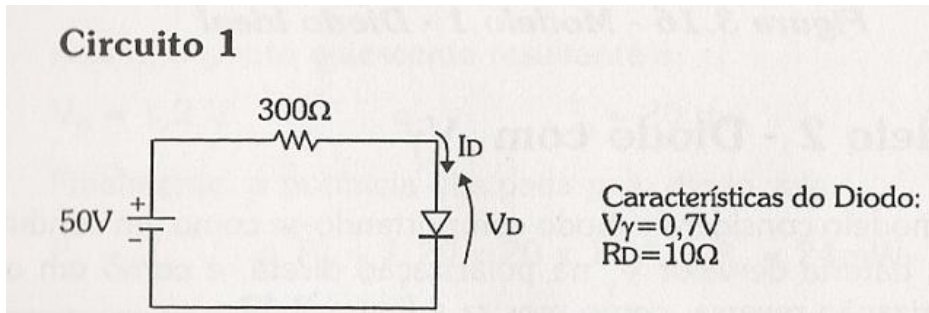 Circuito 1
300Ω
ID
50V
+
-
VD
Características do Diodo:
Vγ=0,7V
RD=10Ω